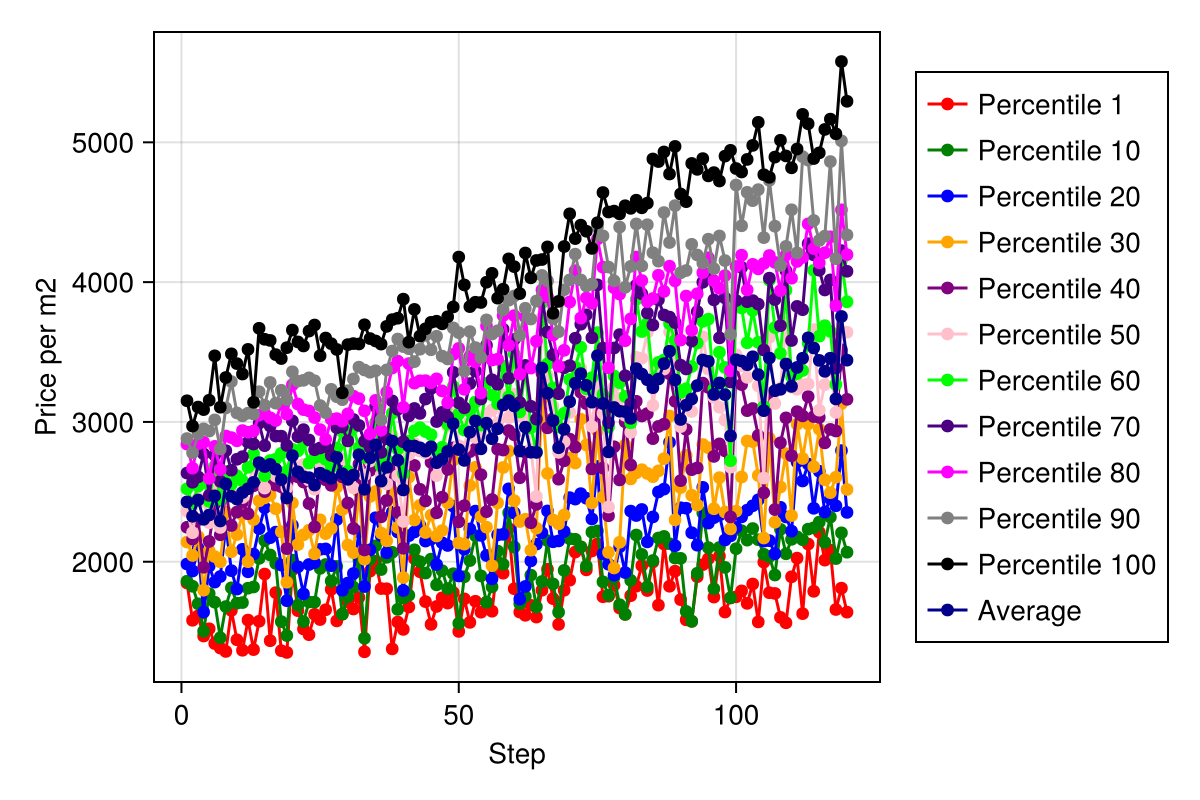 Price per m2
5000
4000
3000
2000
0
50
100
Step
Percentile 1
Percentile 10
Percentile 20
Percentile 30
Percentile 40
Percentile 50
Percentile 60
Percentile 70
Percentile 80
Percentile 90
Percentile 100
Average